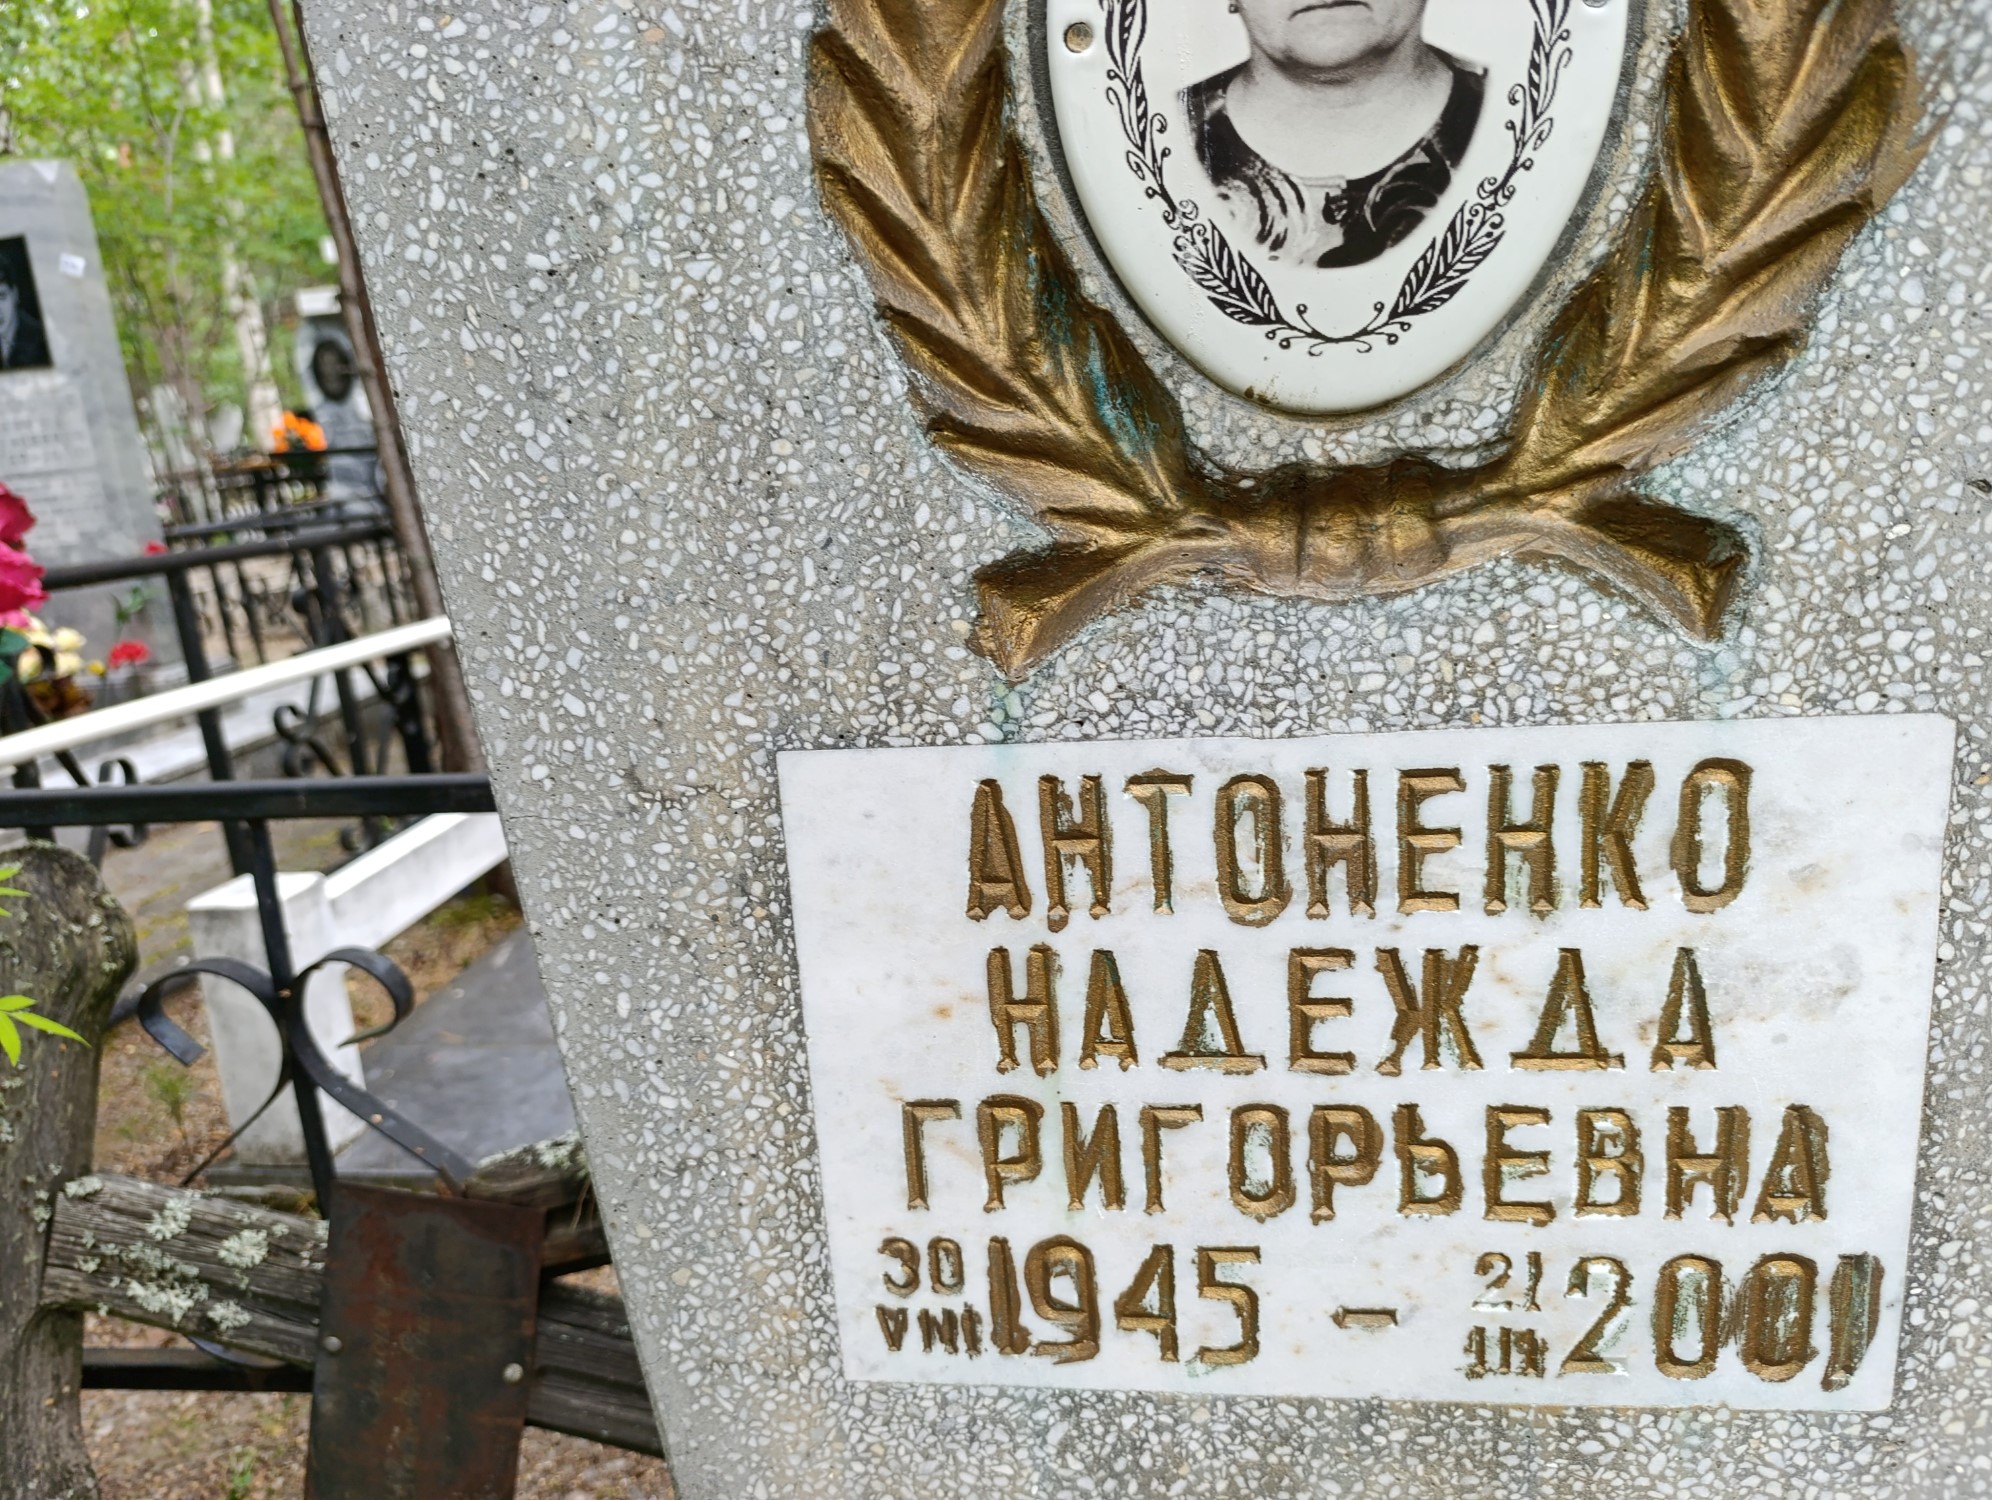 АНТОНЕНКО
НАДЕЖДА
ГРИГОРЬЕВНА
30 VIII 1945 - 21 III 2001